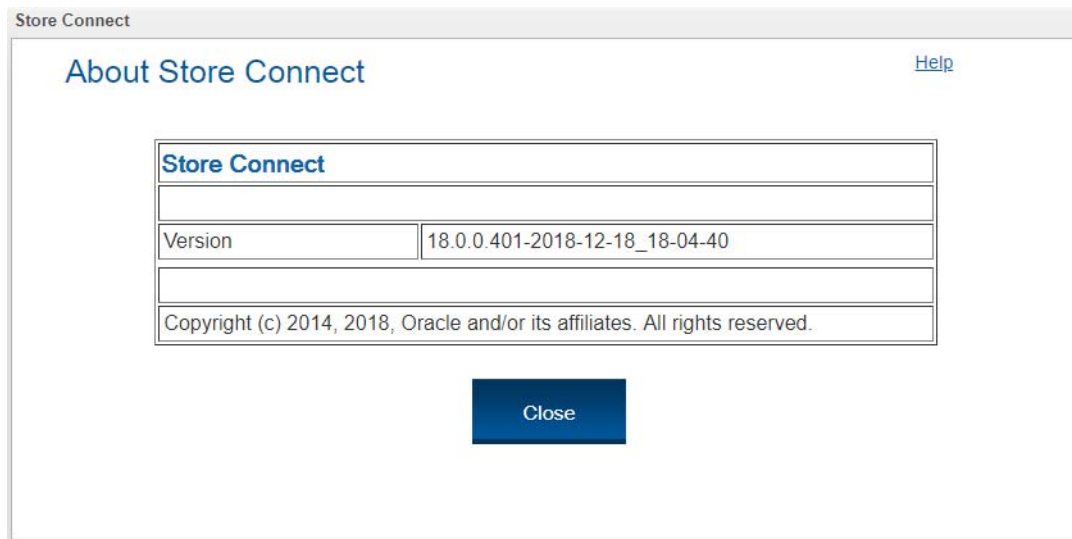 Store Connect
About Store Connect
Help
Store Connect
Version 18.0.0.401-2018-12-18_18-04-40
Copyright (c) 2014, 2018, Oracle and/or its affiliates. All rights reserved.
Close